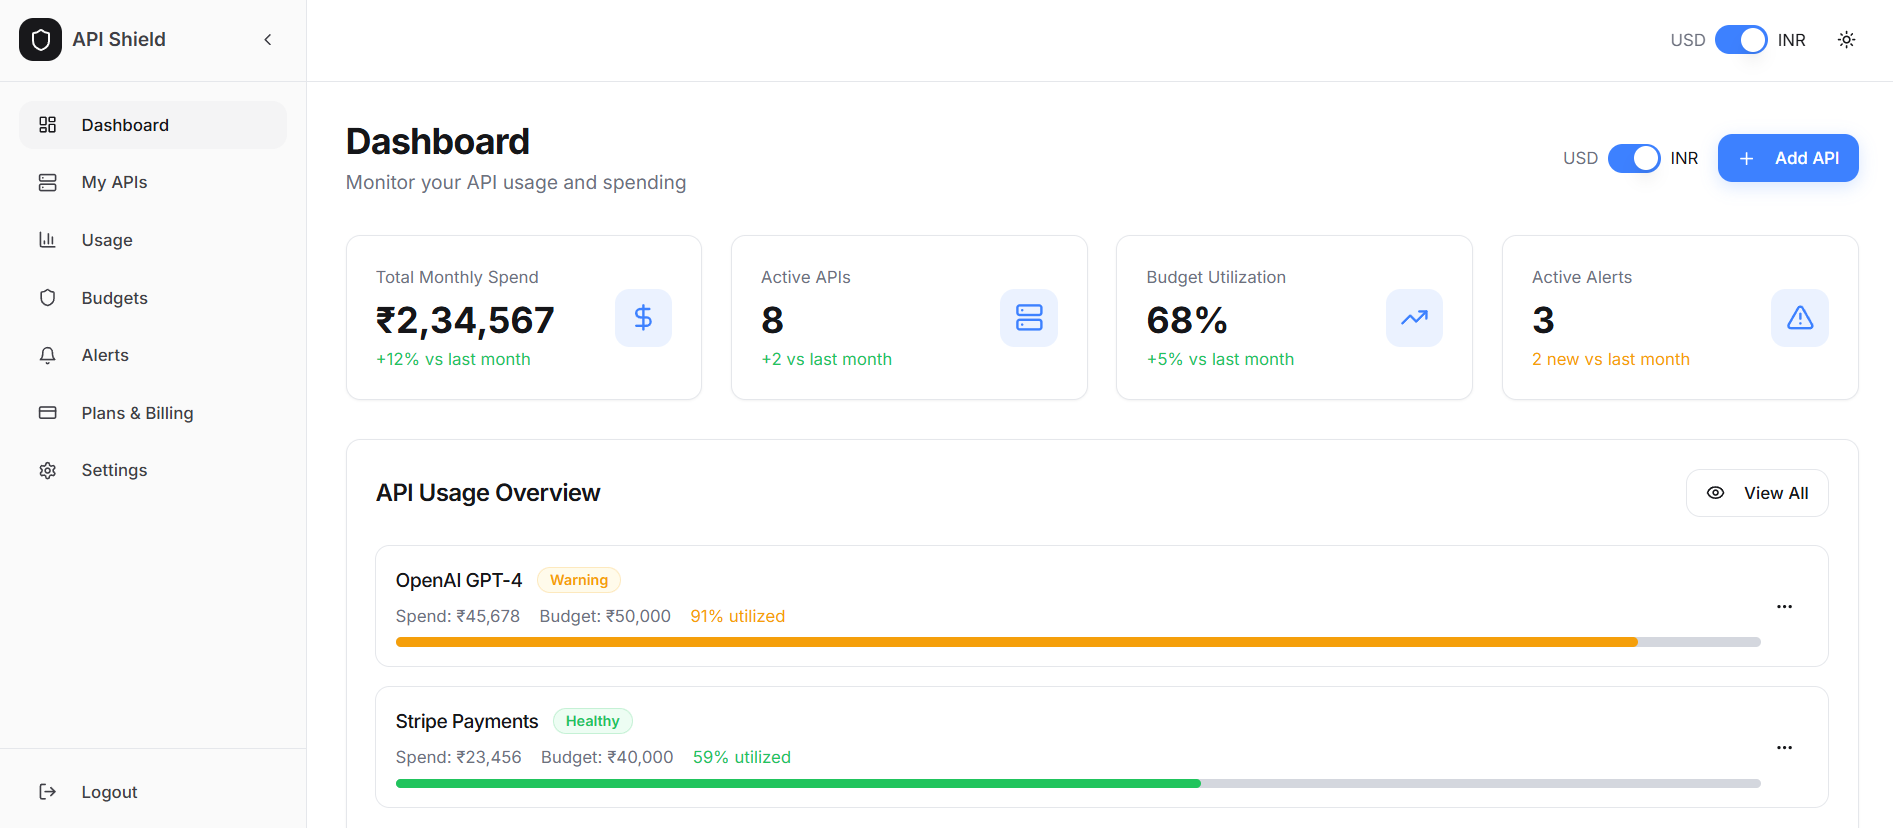 API Shield
USD INR
Dashboard
My APIs
Usage
Budgets
Alerts
Plans & Billing
Settings
Logout
Dashboard
Monitor your API usage and spending
USD INR
+ Add API
Total Monthly Spend
₹2,34,567
+12% vs last month
Active APIs
8
+2 vs last month
Budget Utilization
68%
+5% vs last month
Active Alerts
3
2 new vs last month
API Usage Overview
View All
OpenAI GPT-4 Warning
Spend: ₹45,678 Budget: ₹50,000 91% utilized
Stripe Payments Healthy
Spend: ₹23,456 Budget: ₹40,000 59% utilized